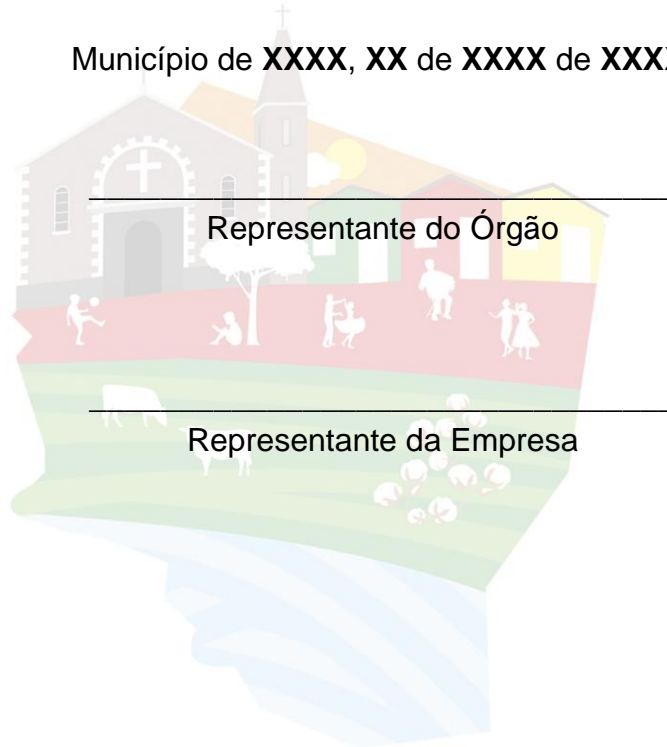 Município de XXXX, XX de XXXX de XXX
Representante do Órgão
Representante da Empresa